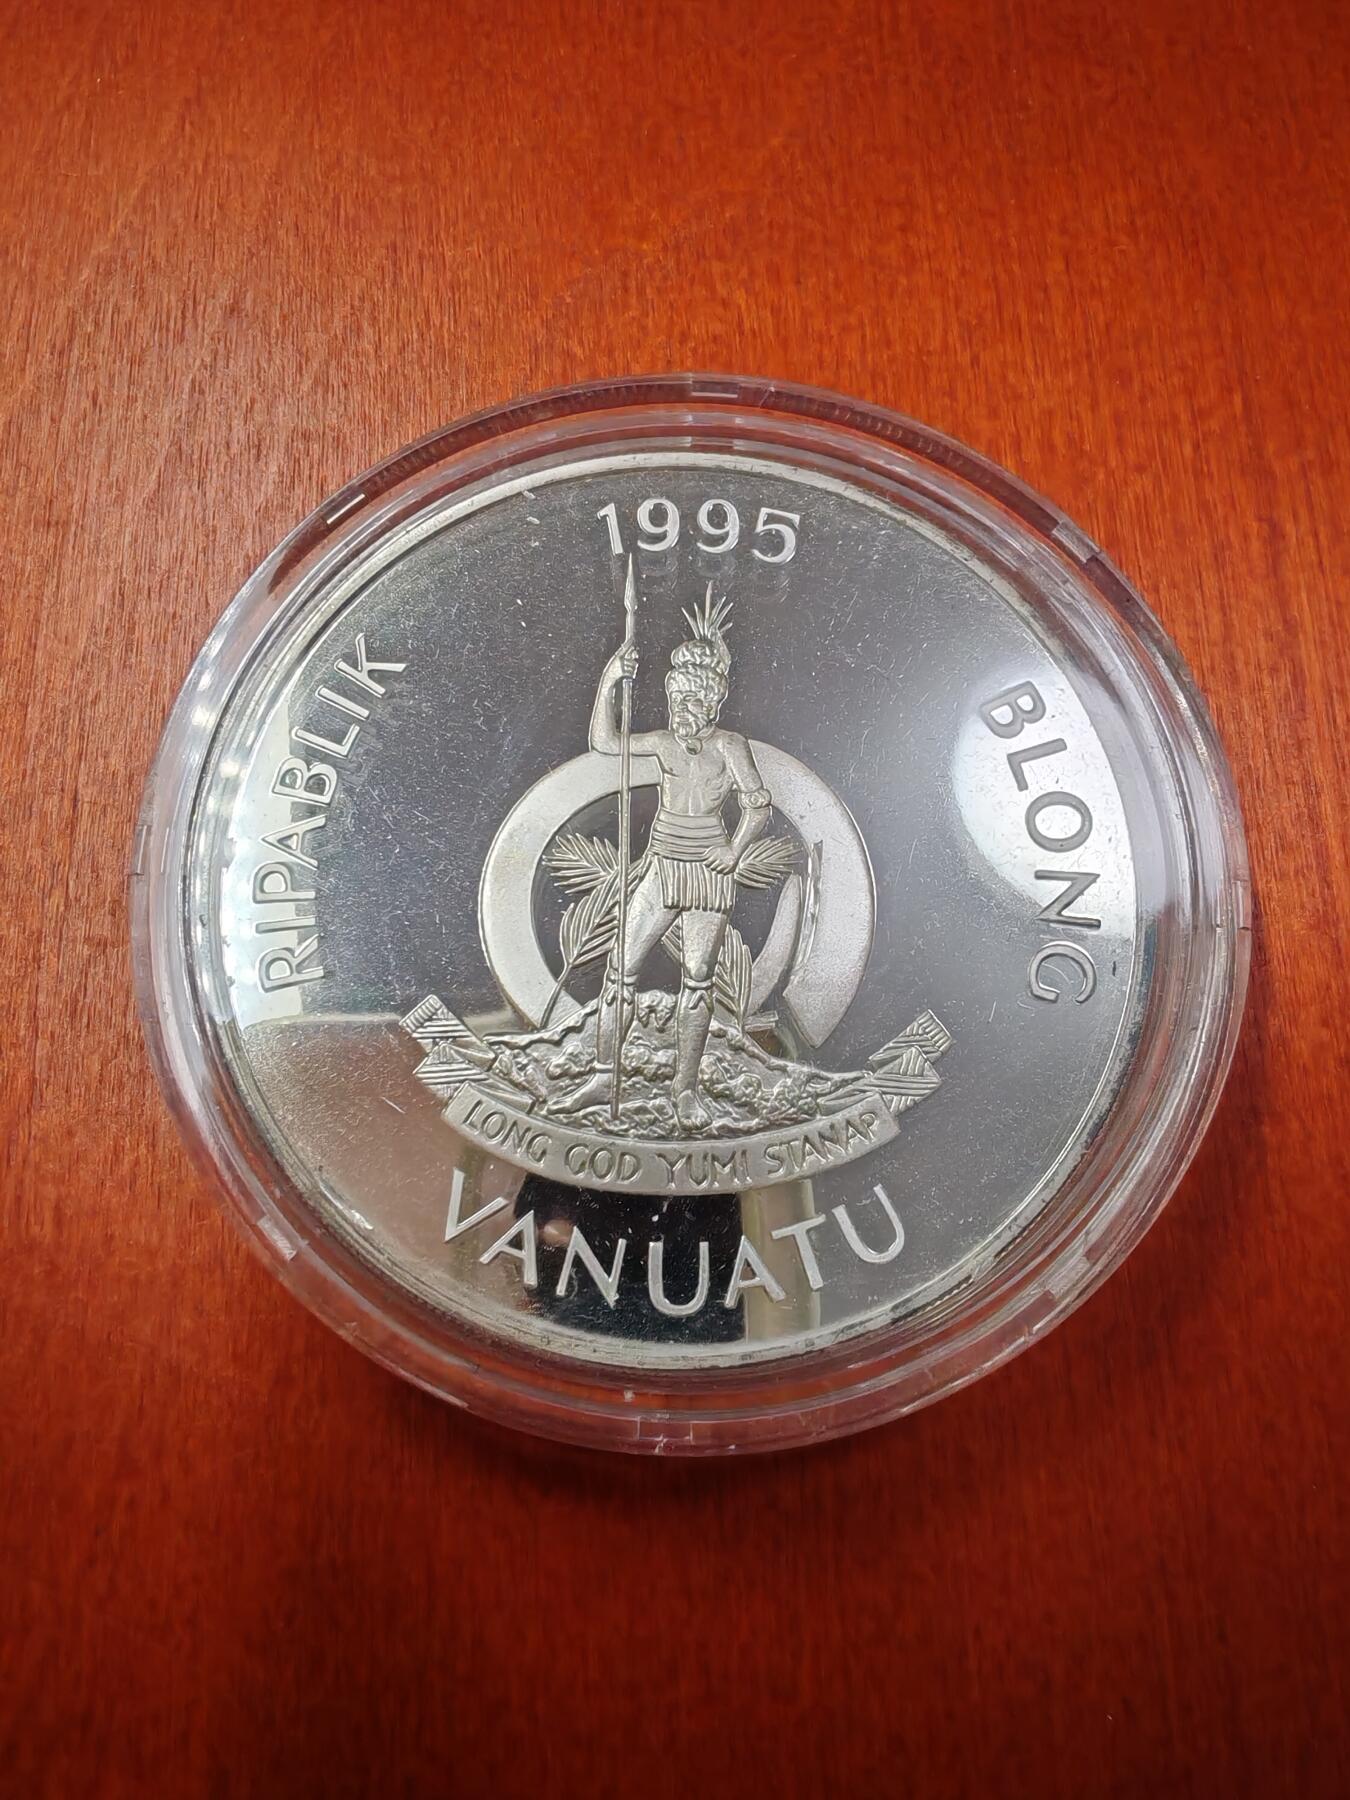 1995
RIPABLIK
BLONG
LONG GOD YUMI STANAP
VANUATU